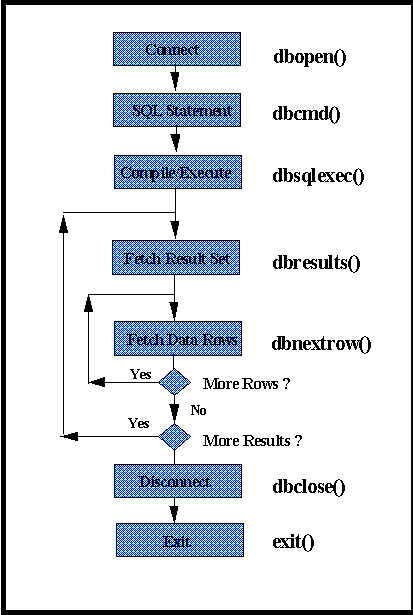 Connect dbopen()
SQL Statement dbcmd()
Compile/Execute dbsqlexec()
Fetch Result Set dbresults()
Fetch Data Rows dbnextrow()
Yes More Rows ?
No
Yes More Results ?
Disconnect dbclose()
Exit exit()